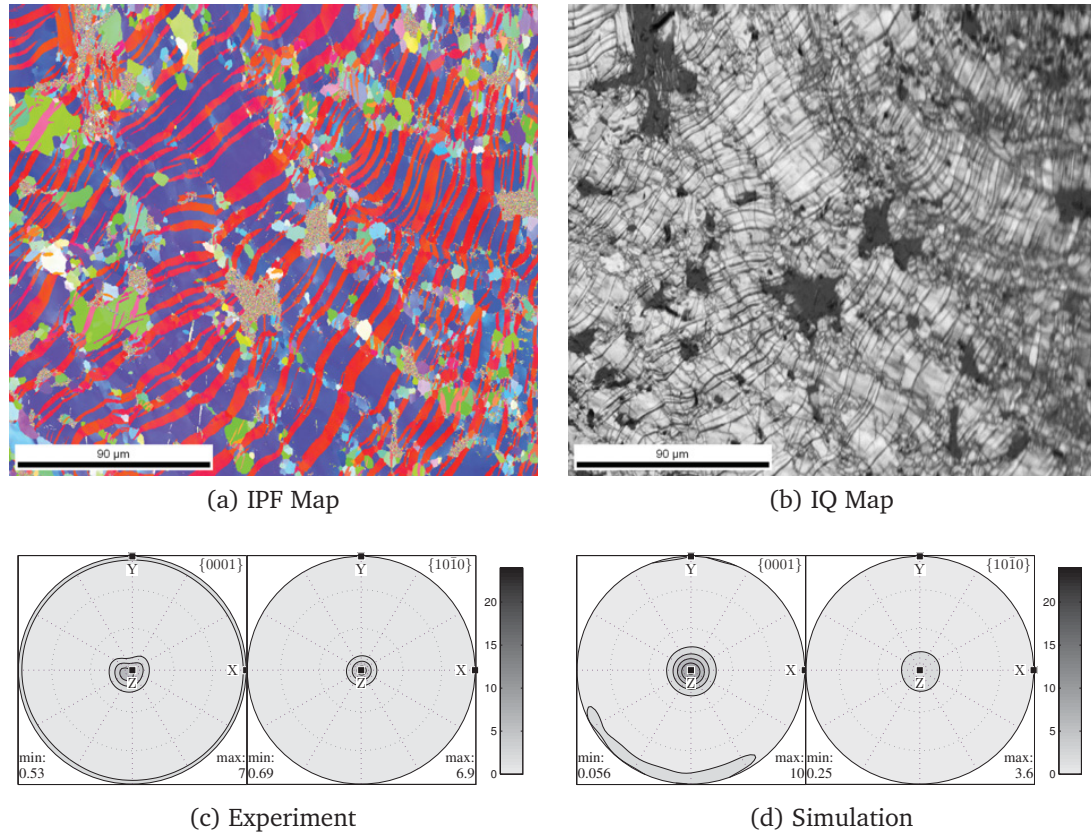 90 µm
90 µm
(a) IPF Map
(b) IQ Map
{0001}
Y
X
Z
min:
0.53
max:
7
{101̄0}
Y
X
Z
min:
0.69
max:
6.9
20
15
10
5
0
{0001}
Y
X
Z
min:
0.056
max:
10
{101̄0}
Y
X
Z
min:
0.25
max:
3.6
20
15
10
5
0
(c) Experiment
(d) Simulation